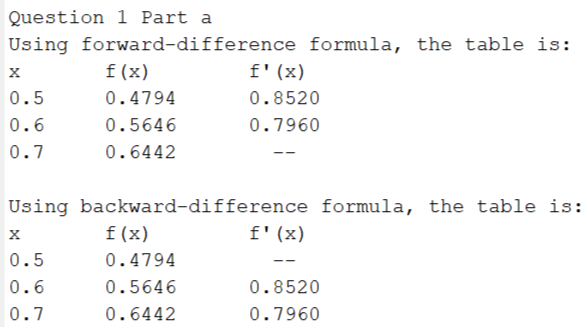 Question 1 Part a
Using forward-difference formula, the table is:
x f(x) f'(x)
0.5 0.4794 0.8520
0.6 0.5646 0.7960
0.7 0.6442 --
Using backward-difference formula, the table is:
x f(x) f'(x)
0.5 0.4794 --
0.6 0.5646 0.8520
0.7 0.6442 0.7960